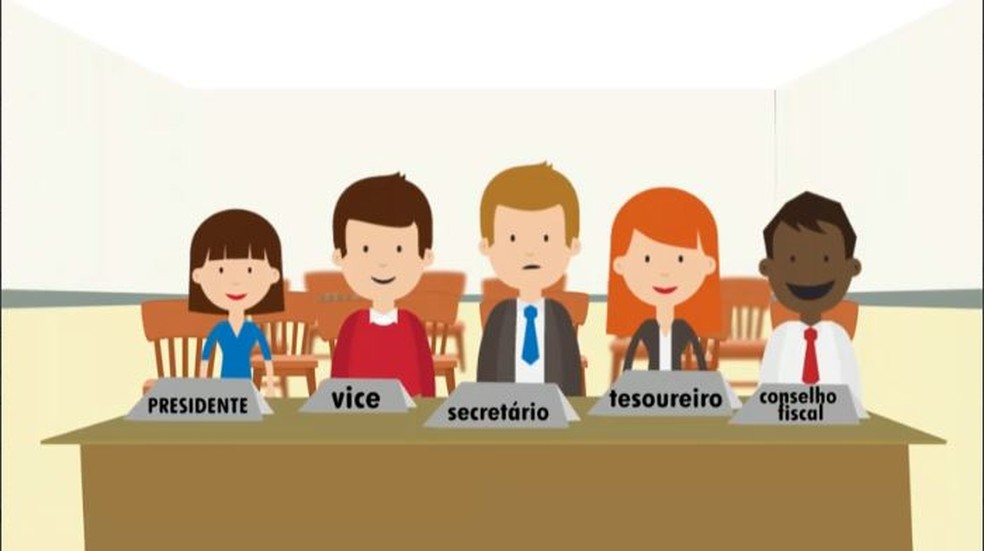 PRESIDENTE
vice
secretário
tesoureiro
conselho
fiscal